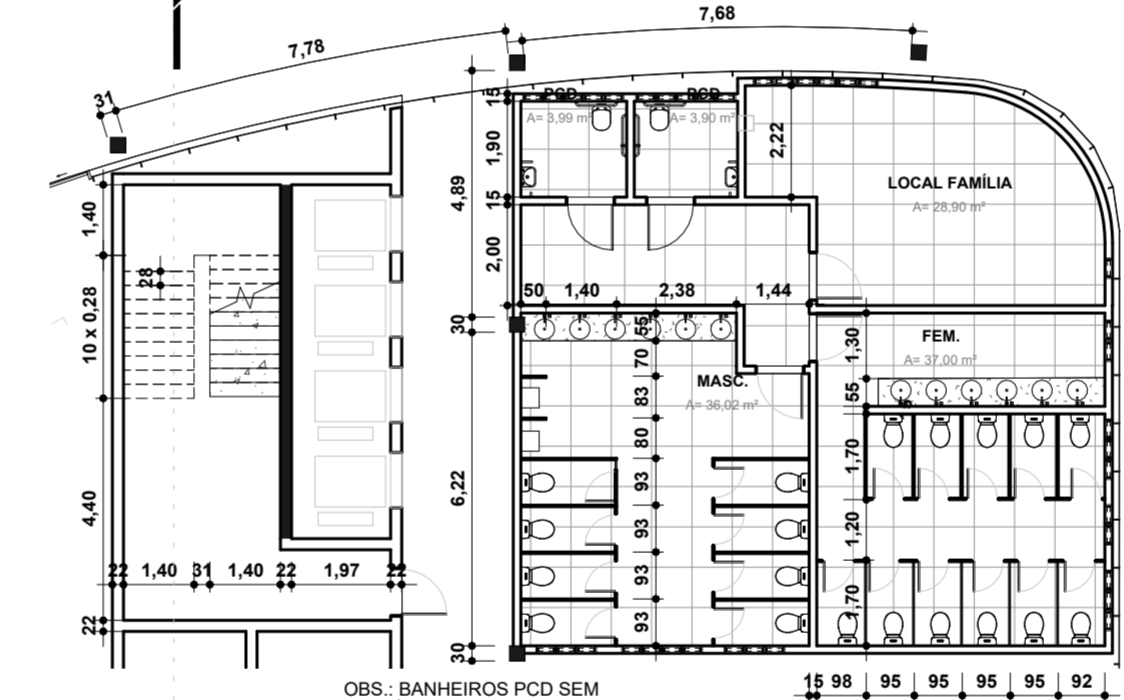 7,68
7,78
31
15
PCD
PCD
A= 3,99 m²
A= 3,90 m²
1,90
2,22
4,89
15
LOCAL FAMÍLIA
A= 28,90 m²
1,40
2,00
28
50 1,40 2,38 1,44
10 x 0,28
30
55
1,30
FEM.
A= 37,00 m²
70
MASC.
A= 36,02 m²
83
55
80
1,70
4,40
6,22
93
93
1,20
93
93
1,70
22 1,40 31 1,40 22 1,97 22
22
30
15 98 95 95 95 95 92
OBS.: BANHEIROS PCD SEM